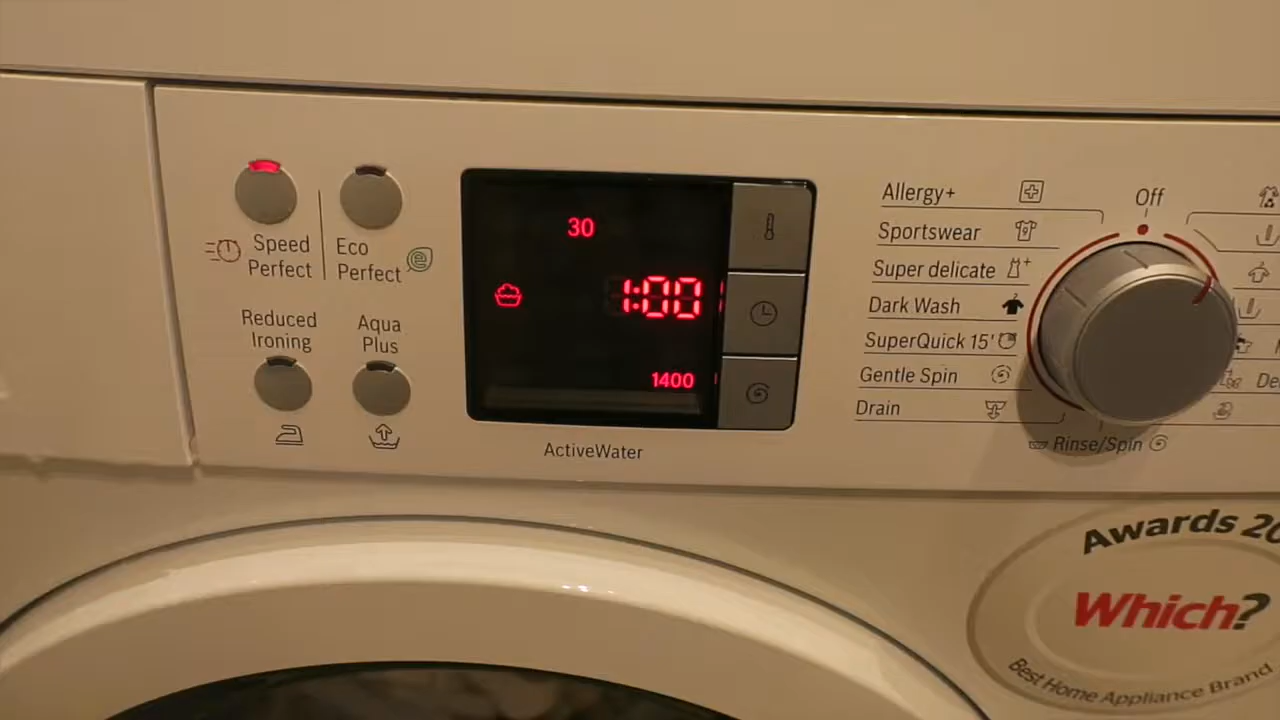 Speed
Perfect
Eco
Perfect
Reduced
Ironing
Aqua
Plus
30
1:00
1400
ActiveWater
Allergy+
Sportswear
Super delicate
Dark Wash
SuperQuick 15'
Gentle Spin
Drain
Off
Rinse/Spin
Awards 20
Which?
Best Home Appliance Brand